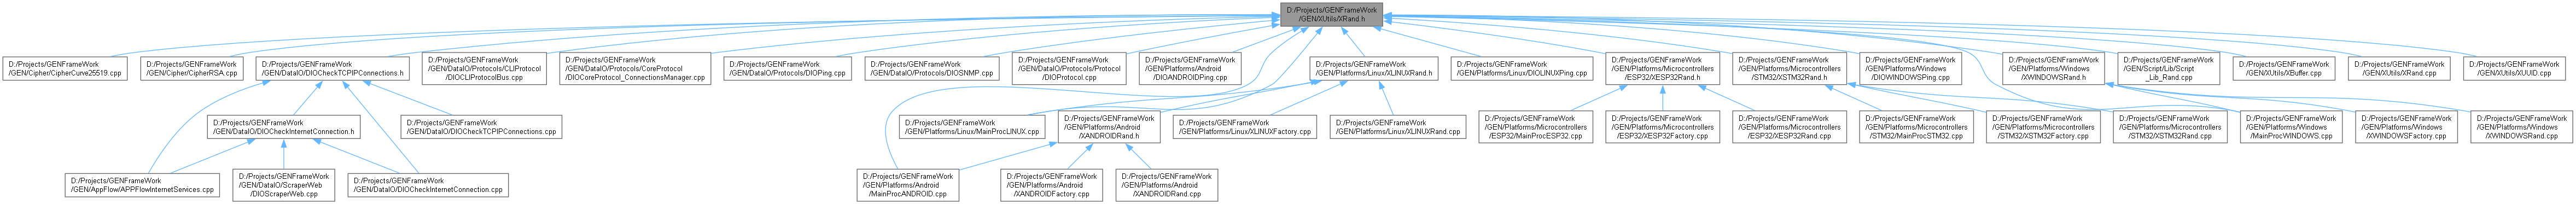 D:/Projects/GENFrameWork
/GEN/XUtils/XRand.h
D:/Projects/GENFrameWork
/GEN/Cipher/CipherCurve25519.cpp
D:/Projects/GENFrameWork
/GEN/Cipher/CipherRSA.cpp
D:/Projects/GENFrameWork
/GEN/DataIO/DIOCheckTCPIPConnections.h
D:/Projects/GENFrameWork
/GEN/DataIO/Protocols/CLIProtocol
/DIOCLIProtocolBus.cpp
D:/Projects/GENFrameWork
/GEN/DataIO/Protocols/CoreProtocol
/DIOCoreProtocol_ConnectionsManager.cpp
D:/Projects/GENFrameWork
/GEN/DataIO/Protocols/DIOPing.cpp
D:/Projects/GENFrameWork
/GEN/DataIO/Protocols/DIOSNMP.cpp
D:/Projects/GENFrameWork
/GEN/DataIO/Protocols/Protocol
/DIOProtocol.cpp
D:/Projects/GENFrameWork
/GEN/Platforms/Android
/DIOANDROIDPing.cpp
D:/Projects/GENFrameWork
/GEN/Platforms/Linux/XLINUXRand.h
D:/Projects/GENFrameWork
/GEN/Platforms/Linux/DIOLINUXPing.cpp
D:/Projects/GENFrameWork
/GEN/Platforms/Microcontrollers
/ESP32/XESP32Rand.h
D:/Projects/GENFrameWork
/GEN/Platforms/Microcontrollers
/STM32/XSTM32Rand.h
D:/Projects/GENFrameWork
/GEN/Platforms/Windows
/DIOWINDOWSPing.cpp
D:/Projects/GENFrameWork
/GEN/Platforms/Windows
/XWINDOWSRand.h
D:/Projects/GENFrameWork
/GEN/Script/Lib/Script
_Lib_Rand.cpp
D:/Projects/GENFrameWork
/GEN/XUtils/XBuffer.cpp
D:/Projects/GENFrameWork
/GEN/XUtils/XRand.cpp
D:/Projects/GENFrameWork
/GEN/XUtils/XUUID.cpp
D:/Projects/GENFrameWork
/GEN/DataIO/DIOCheckInternetConnection.h
D:/Projects/GENFrameWork
/GEN/DataIO/DIOCheckTCPIPConnections.cpp
D:/Projects/GENFrameWork
/GEN/Platforms/Linux/MainProcLINUX.cpp
D:/Projects/GENFrameWork
/GEN/Platforms/Android
/XANDROIDRand.h
D:/Projects/GENFrameWork
/GEN/Platforms/Linux/XLINUXFactory.cpp
D:/Projects/GENFrameWork
/GEN/Platforms/Linux/XLINUXRand.cpp
D:/Projects/GENFrameWork
/GEN/Platforms/Microcontrollers
/ESP32/MainProcESP32.cpp
D:/Projects/GENFrameWork
/GEN/Platforms/Microcontrollers
/ESP32/XESP32Factory.cpp
D:/Projects/GENFrameWork
/GEN/Platforms/Microcontrollers
/ESP32/XESP32Rand.cpp
D:/Projects/GENFrameWork
/GEN/Platforms/Microcontrollers
/STM32/MainProcSTM32.cpp
D:/Projects/GENFrameWork
/GEN/Platforms/Microcontrollers
/STM32/XSTM32Factory.cpp
D:/Projects/GENFrameWork
/GEN/Platforms/Microcontrollers
/STM32/XSTM32Rand.cpp
D:/Projects/GENFrameWork
/GEN/Platforms/Windows
/MainProcWINDOWS.cpp
D:/Projects/GENFrameWork
/GEN/Platforms/Windows
/XWINDOWSFactory.cpp
D:/Projects/GENFrameWork
/GEN/Platforms/Windows
/XWINDOWSRand.cpp
D:/Projects/GENFrameWork
/GEN/AppFlow/APPFlowInternetServices.cpp
D:/Projects/GENFrameWork
/GEN/DataIO/ScraperWeb
/DIOScraperWeb.cpp
D:/Projects/GENFrameWork
/GEN/DataIO/DIOCheckInternetConnection.cpp
D:/Projects/GENFrameWork
/GEN/Platforms/Android
/MainProcANDROID.cpp
D:/Projects/GENFrameWork
/GEN/Platforms/Android
/XANDROIDFactory.cpp
D:/Projects/GENFrameWork
/GEN/Platforms/Android
/XANDROIDRand.cpp